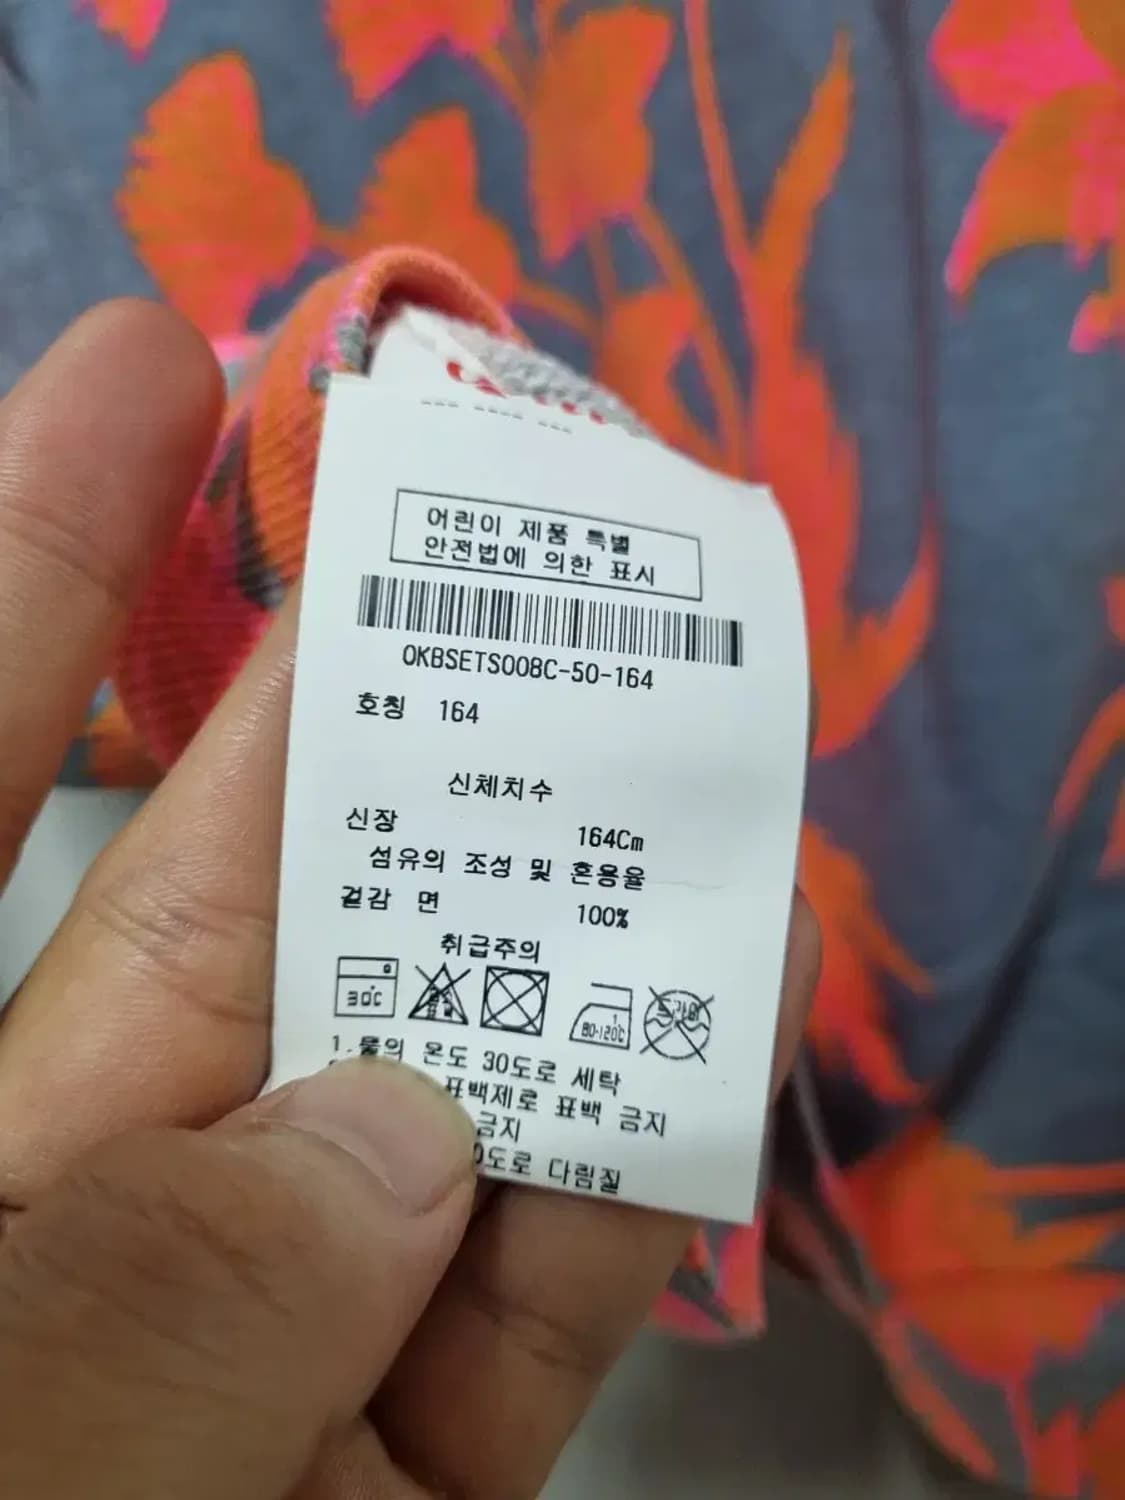 어린이 제품 특별
안전법에 의한 표시
OKBSETS008C-50-164
호칭 164
신체치수
신장 164Cm
섬유의 조성 및 혼용율
겉감 면 100%
취급주의
30℃
80-120℃
1.물의 온도 30도로 세탁
표백제로 표백 금지
금지
0도로 다림질